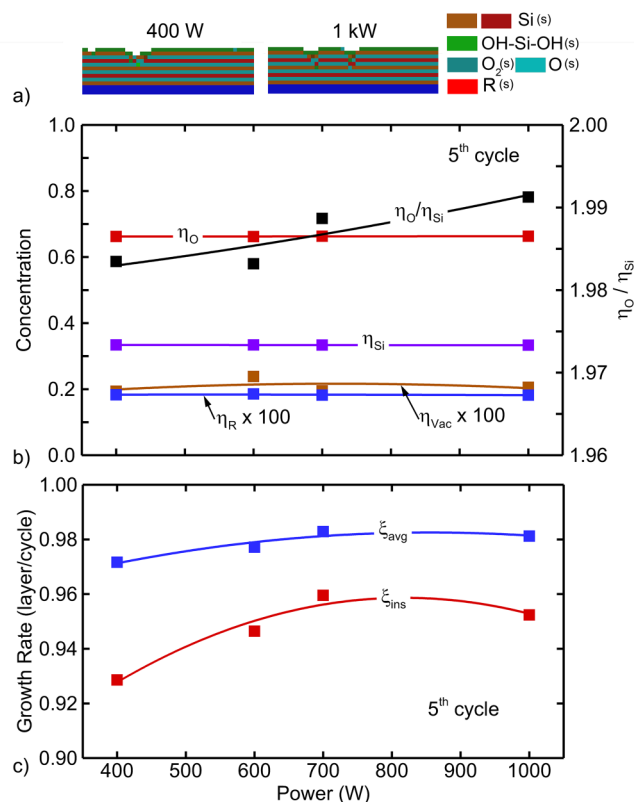 400 W
1 kW
Si (s)
OH-Si-OH(s)
O2(s) O(s)
R(s)
a)
1.0
0.8
0.6
0.4
0.2
0.0
Concentration
5th cycle
ηO/ηSi
ηO
ηSi
ηR x 100
ηVac x 100
2.00
1.99
1.98
1.97
1.96
ηO / ηSi
b)
1.00
0.98
0.96
0.94
0.92
0.90
Growth Rate (layer/cycle)
ξavg
ξins
5th cycle
c)
400 500 600 700 800 900 1000
Power (W)